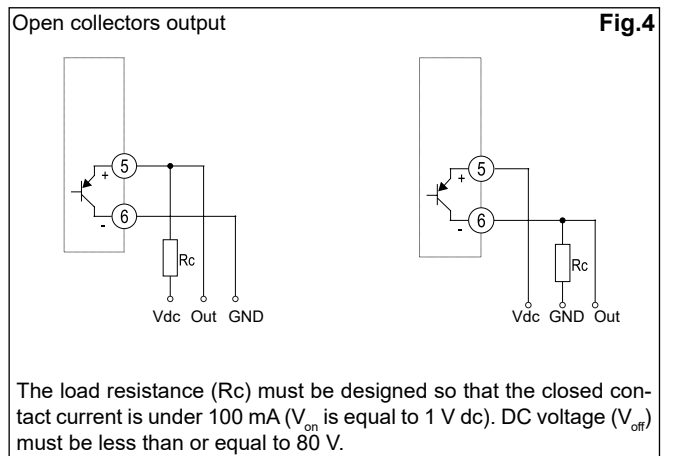 Open collectors output Fig.4
+ 5
- 6
Rc
Vdc Out GND
+ 5
- 6
Rc
Vdc GND Out
The load resistance (Rc) must be designed so that the closed con-
tact current is under 100 mA (Von is equal to 1 V dc). DC voltage (Voff)
must be less than or equal to 80 V.